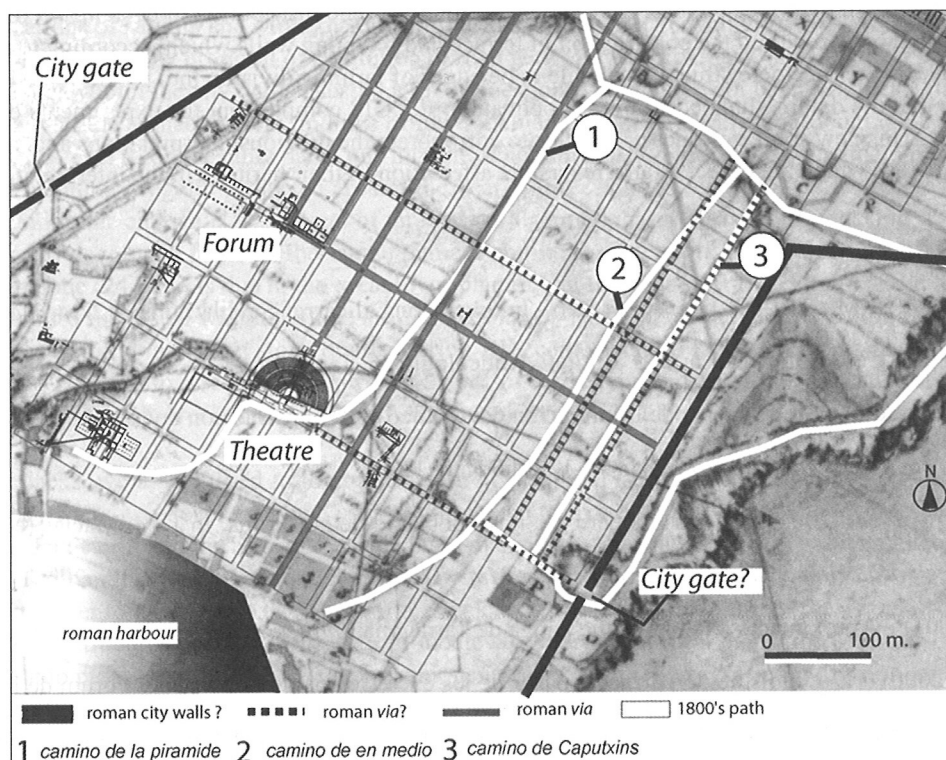 City gate
1
Forum
2
3
H
Theatre
N
City gate?
roman harbour
0 100 m.
roman city walls ? roman via? roman via 1800's path
1 camino de la piramide 2 camino de en medio 3 camino de Caputxins